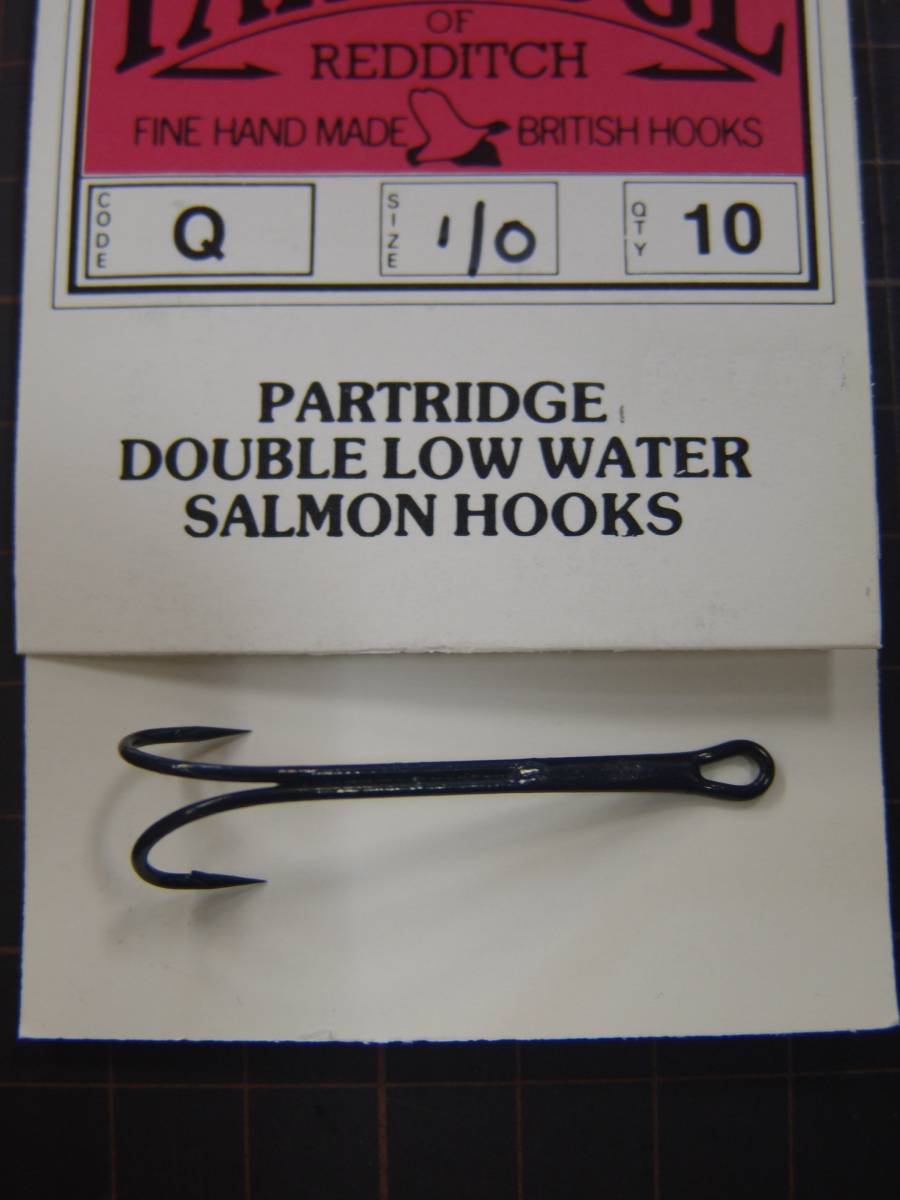 PARTRIDGE
OF
REDDITCH
FINE HAND MADE BRITISH HOOKS
CODE Q SIZE 1/0 QTY 10
PARTRIDGE
DOUBLE LOW WATER
SALMON HOOKS